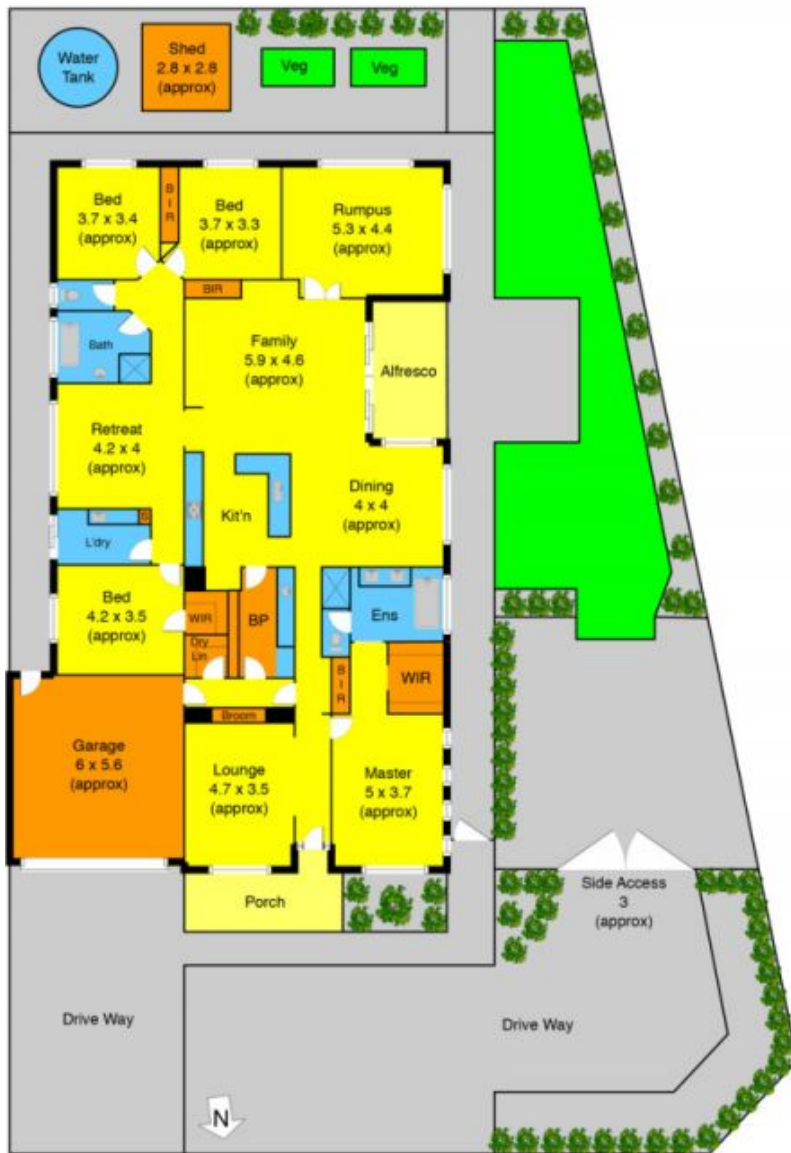 Water
Tank
Shed
2.8 x 2.8
(approx)
Veg
Veg
Bed
3.7 x 3.4
(approx)
B
I
R
Bed
3.7 x 3.3
(approx)
Rumpus
5.3 x 4.4
(approx)
BIR
Family
5.9 x 4.6
(approx)
Alfresco
Bath
Retreat
4.2 x 4
(approx)
Kit'n
Dining
4 x 4
(approx)
S
L'dry
Bed
4.2 x 3.5
(approx)
WIR
Dry
Lin
BP
Ens
B
I
R
WIR
Broom
Garage
6 x 5.6
(approx)
Lounge
4.7 x 3.5
(approx)
Master
5 x 3.7
(approx)
Porch
Side Access
3
(approx)
Drive Way
Drive Way
N